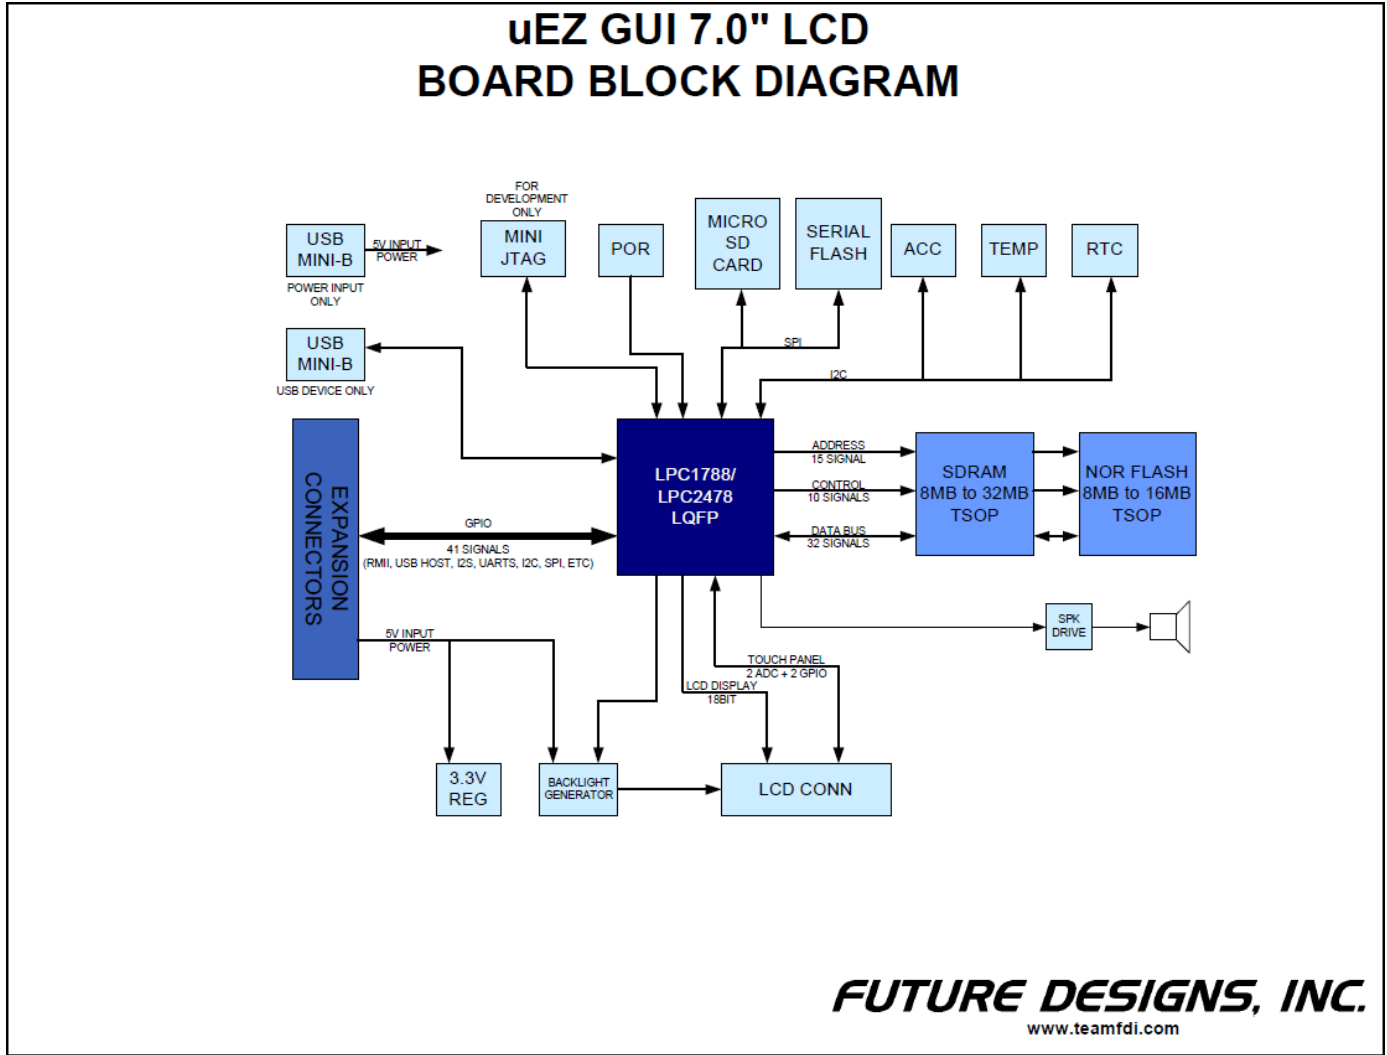 uEZ GUI 7.0" LCD
BOARD BLOCK DIAGRAM
FOR
DEVELOPMENT
ONLY
USB
MINI-B
5V INPUT
POWER
POWER INPUT
ONLY
MINI
JTAG
POR
MICRO
SD
CARD
SERIAL
FLASH
ACC
TEMP
RTC
USB
MINI-B
USB DEVICE ONLY
SPI
I2C
EXPANSION
CONNECTORS
GPIO
41 SIGNALS
(RMII, USB HOST, I2S, UARTS, I2C, SPI, ETC)
LPC1788/
LPC2478
LQFP
ADDRESS
15 SIGNAL
CONTROL
10 SIGNALS
DATA BUS
32 SIGNALS
SDRAM
8MB to 32MB
TSOP
NOR FLASH
8MB to 16MB
TSOP
5V INPUT
POWER
SPK
DRIVE
TOUCH PANEL
2 ADC + 2 GPIO
LCD DISPLAY
18BIT
3.3V
REG
BACKLIGHT
GENERATOR
LCD CONN
FUTURE DESIGNS, INC.
www.teamfdi.com